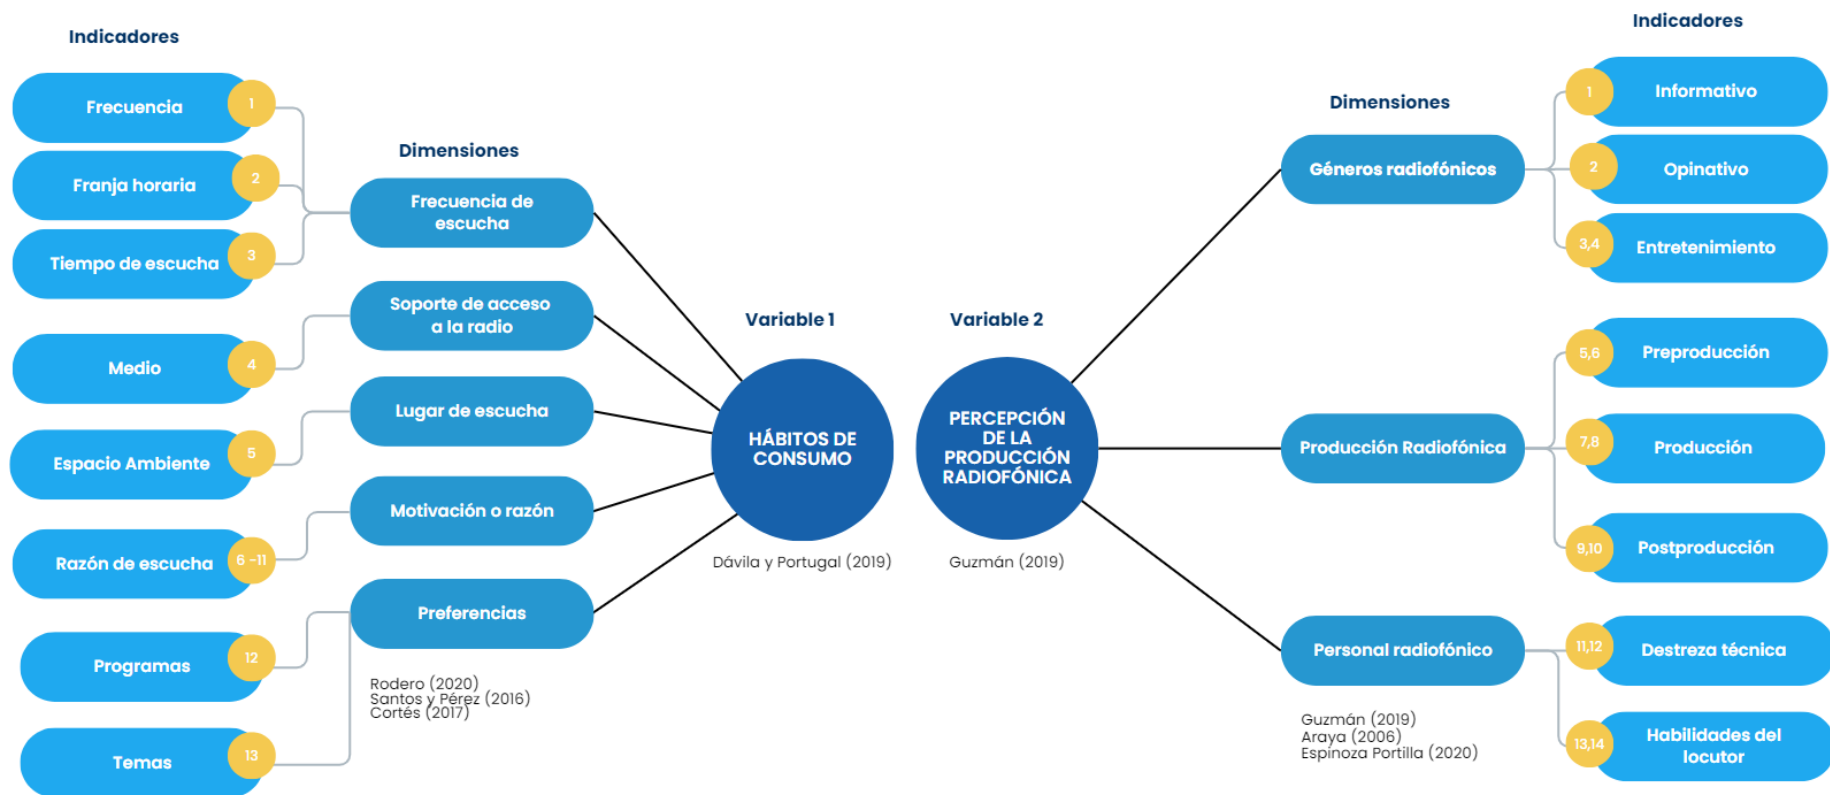 Indicadores
Frecuencia
1
Franja horaria
2
Tiempo de escucha
3
Medio
4
Espacio Ambiente
5
Razón de escucha
6 -11
Programas
12
Temas
13
Dimensiones
Frecuencia de
escucha
Soporte de acceso
a la radio
Lugar de escucha
Motivación o razón
Preferencias
Rodero (2020)
Santos y Pérez (2016)
Cortés (2017)
Variable 1
HÁBITOS DE
CONSUMO
Dávila y Portugal (2019)
Variable 2
PERCEPCIÓN
DE LA
PRODUCCIÓN
RADIOFÓNICA
Guzmán (2019)
Dimensiones
Géneros radiofónicos
Producción Radiofónica
Personal radiofónico
Guzmán (2019)
Araya (2006)
Espinoza Portilla (2020)
Indicadores
1
Informativo
2
Opinativo
3,4
Entretenimiento
5,6
Preproducción
7,8
Producción
9,10
Postproducción
11,12
Destreza técnica
13,14
Habilidades del
locutor